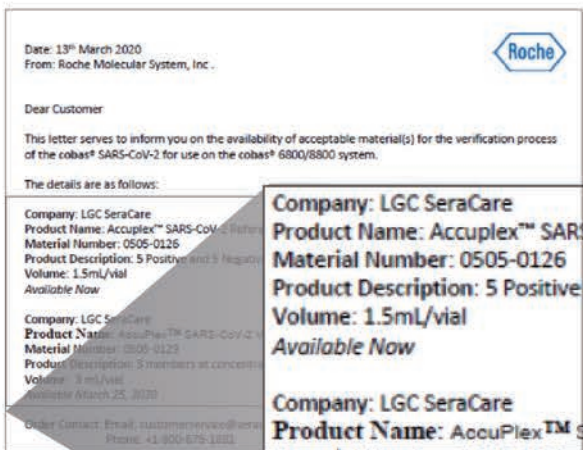 Date: 13th March 2020
From: Roche Molecular System, Inc .
Roche
Dear Customer
This letter serves to inform you on the availability of acceptable material(s) for the verification process
of the cobas® SARS-CoV-2 for use on the cobas® 6800/8800 system.
The details are as follows:
Company: LGC SeraCare
Product Name: Accuplex™ SARS-CoV-2
Material Number: 0505-0126
Product Description: 5 Positive and 5 Negative
Volume: 1.5mL/vial
Available Now
Company: LGC SeraCare
Product Name: AccuPlex™ SARS-CoV-2
Material Number: 0505-0129
Product Description: 5 members at concentra
Volume: mL/vial
Available March 25, 2020
Order Contact: Email:
Phone:
Company: LGC SeraCare
Product Name: Accuplex™ SARS
Material Number: 0505-0126
Product Description: 5 Positive
Volume: 1.5mL/vial
Available Now
Company: LGC SeraCare
Product Name: AccuPlex™ S